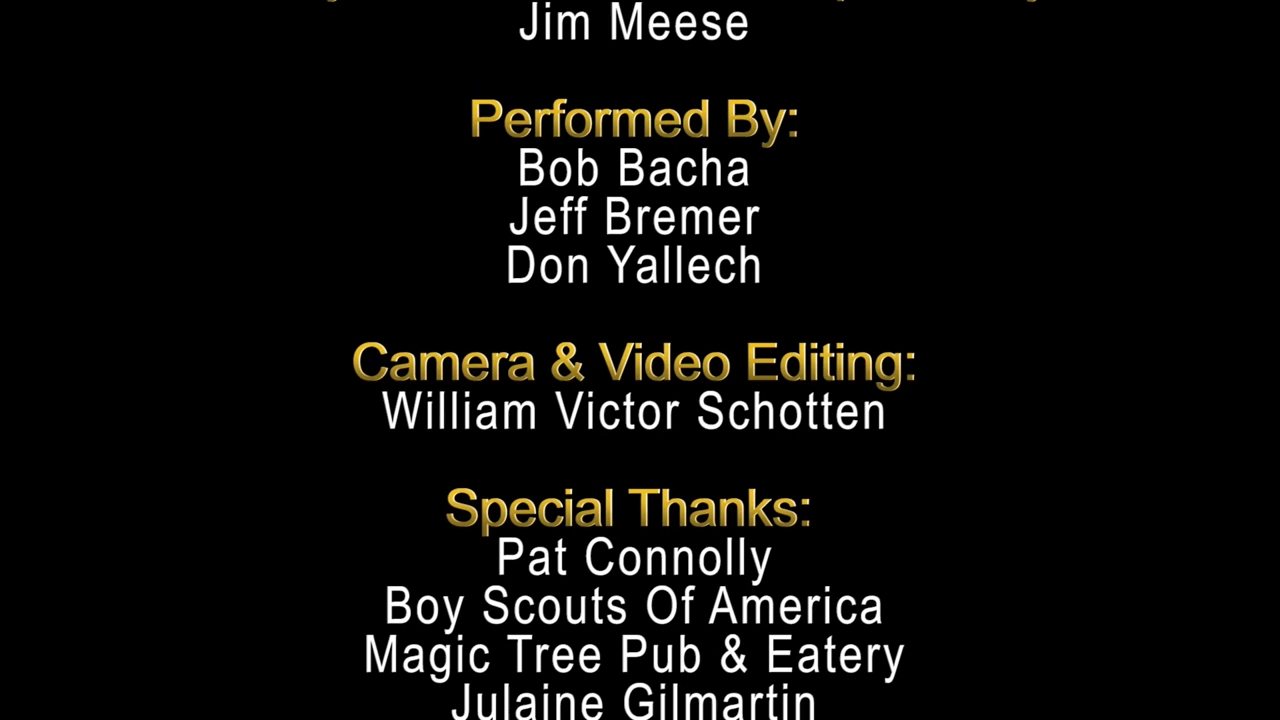 Jim Meese
Performed By:
Bob Bacha
Jeff Bremer
Don Yallech
Camera & Video Editing:
William Victor Schotten
Special Thanks:
Pat Connolly
Boy Scouts Of America
Magic Tree Pub & Eatery
Julaine Gilmartin